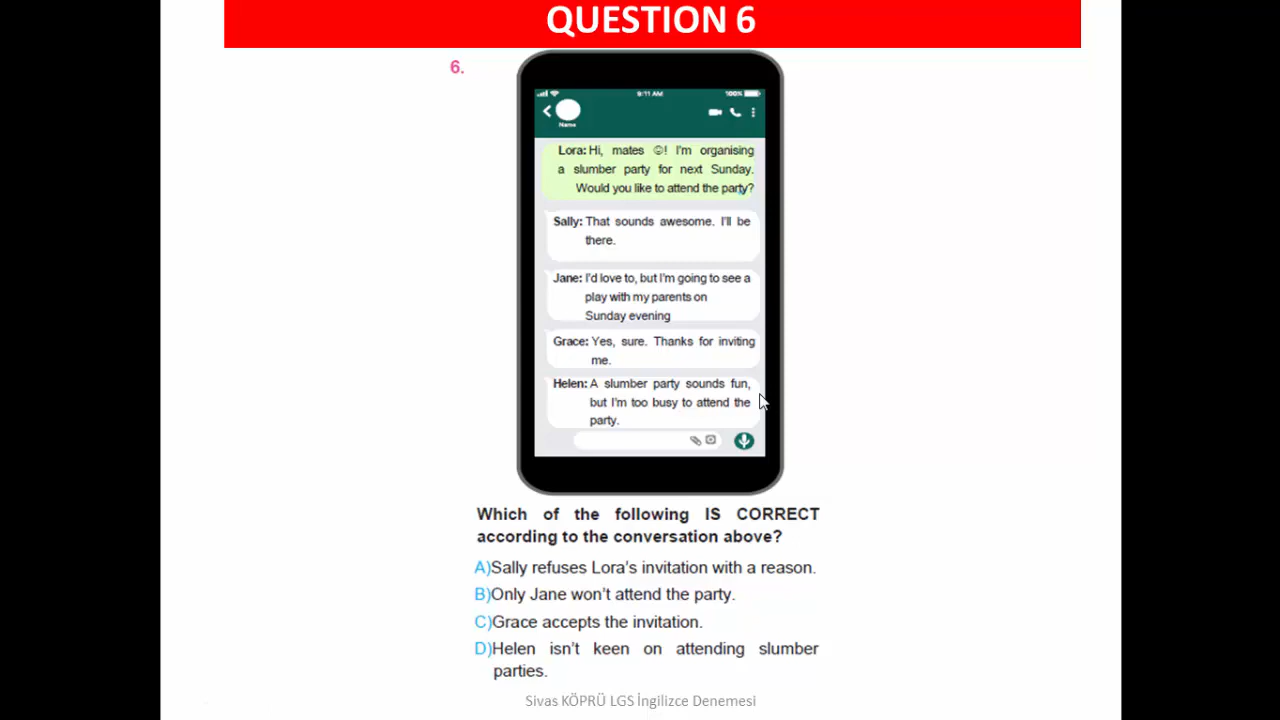 QUESTION 6
6.
9:11 AM
100%
Name
Lora: Hi, mates ☺! I'm organising
a slumber party for next Sunday.
Would you like to attend the party?
Sally: That sounds awesome. I'll be
there.
Jane: I'd love to, but I'm going to see a
play with my parents on
Sunday evening
Grace: Yes, sure. Thanks for inviting
me.
Helen: A slumber party sounds fun,
but I'm too busy to attend the
party.
Which of the following IS CORRECT
according to the conversation above?
A)Sally refuses Lora's invitation with a reason.
B)Only Jane won't attend the party.
C)Grace accepts the invitation.
D)Helen isn't keen on attending slumber
parties.
Sivas KÖPRÜ LGS İngilizce Denemesi